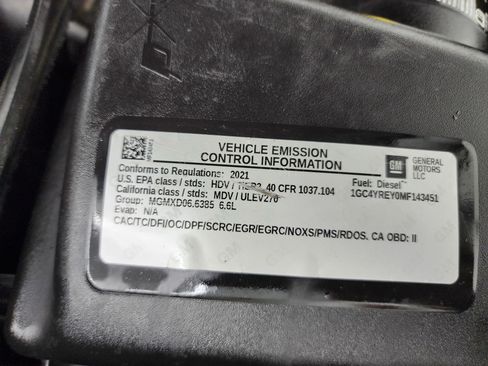 VEHICLE EMISSION
CONTROL INFORMATION
GM
GENERAL
MOTORS
LLC
Conforms to Regulations: 2021
U.S. EPA class / stds: HDV / TIER3 40 CFR 1037.104
California class / stds: MDV / ULEV270
Group: MGMXD06.6385 6.6L
Evap: N/A
Fuel: Diesel
1GC4YREY0MF143451
CAC/TC/DFI/OC/DPF/SCRC/EGR/EGRC/NOXS/PMS/RDOS. CA OBD: II